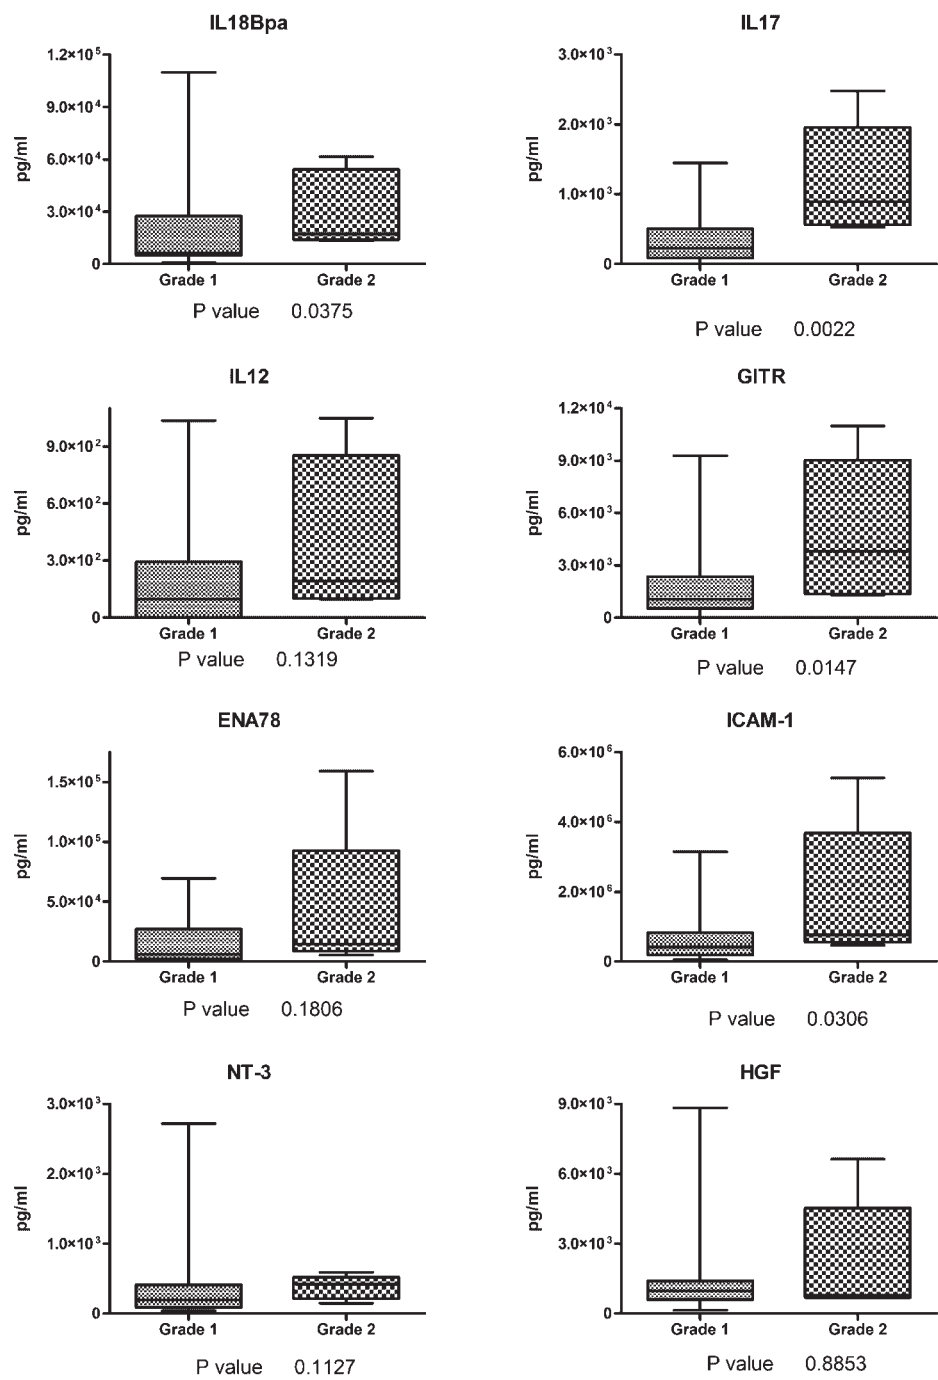 IL18Bpa
1.2×10^5
9.0×10^4
6.0×10^4
3.0×10^4
0
pg/ml
Grade 1 Grade 2
P value 0.0375
IL17
3.0×10^3
2.0×10^3
1.0×10^3
0
pg/ml
Grade 1 Grade 2
P value 0.0022
IL12
9.0×10^2
6.0×10^2
3.0×10^2
0
pg/ml
Grade 1 Grade 2
P value 0.1319
GITR
1.2×10^4
9.0×10^3
6.0×10^3
3.0×10^3
0
pg/ml
Grade 1 Grade 2
P value 0.0147
ENA78
1.5×10^5
1.0×10^5
5.0×10^4
0
pg/ml
Grade 1 Grade 2
P value 0.1806
ICAM-1
6.0×10^6
4.0×10^6
2.0×10^6
0
pg/ml
Grade 1 Grade 2
P value 0.0306
NT-3
3.0×10^3
2.0×10^3
1.0×10^3
0
pg/ml
Grade 1 Grade 2
P value 0.1127
HGF
9.0×10^3
6.0×10^3
3.0×10^3
0
pg/ml
Grade 1 Grade 2
P value 0.8853